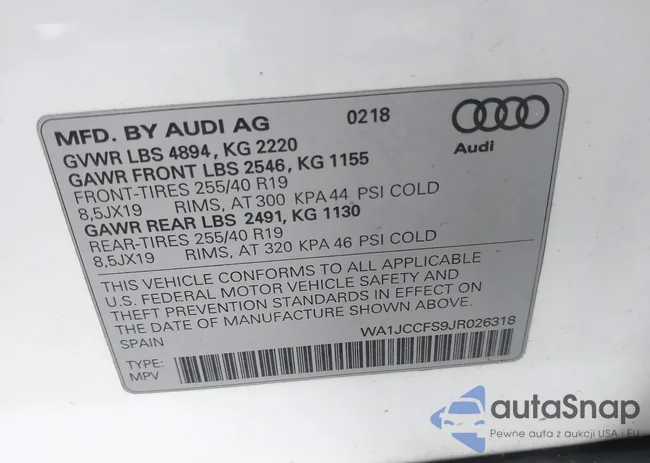 MFD. BY AUDI AG 0218
Audi
GVWR LBS 4894, KG 2220
GAWR FRONT LBS 2546, KG 1155
FRONT-TIRES 255/40 R19
8,5JX19 RIMS, AT 300 KPA 44 PSI COLD
GAWR REAR LBS 2491, KG 1130
REAR-TIRES 255/40 R19
8,5JX19 RIMS, AT 320 KPA 46 PSI COLD
THIS VEHICLE CONFORMS TO ALL APPLICABLE
U.S. FEDERAL MOTOR VEHICLE SAFETY AND
THEFT PREVENTION STANDARDS IN EFFECT ON
THE DATE OF MANUFACTURE SHOWN ABOVE.
SPAIN WA1JCCFS9JR026318
TYPE:
MPV
autaSnap
Pewne auta z aukcji USA i EU